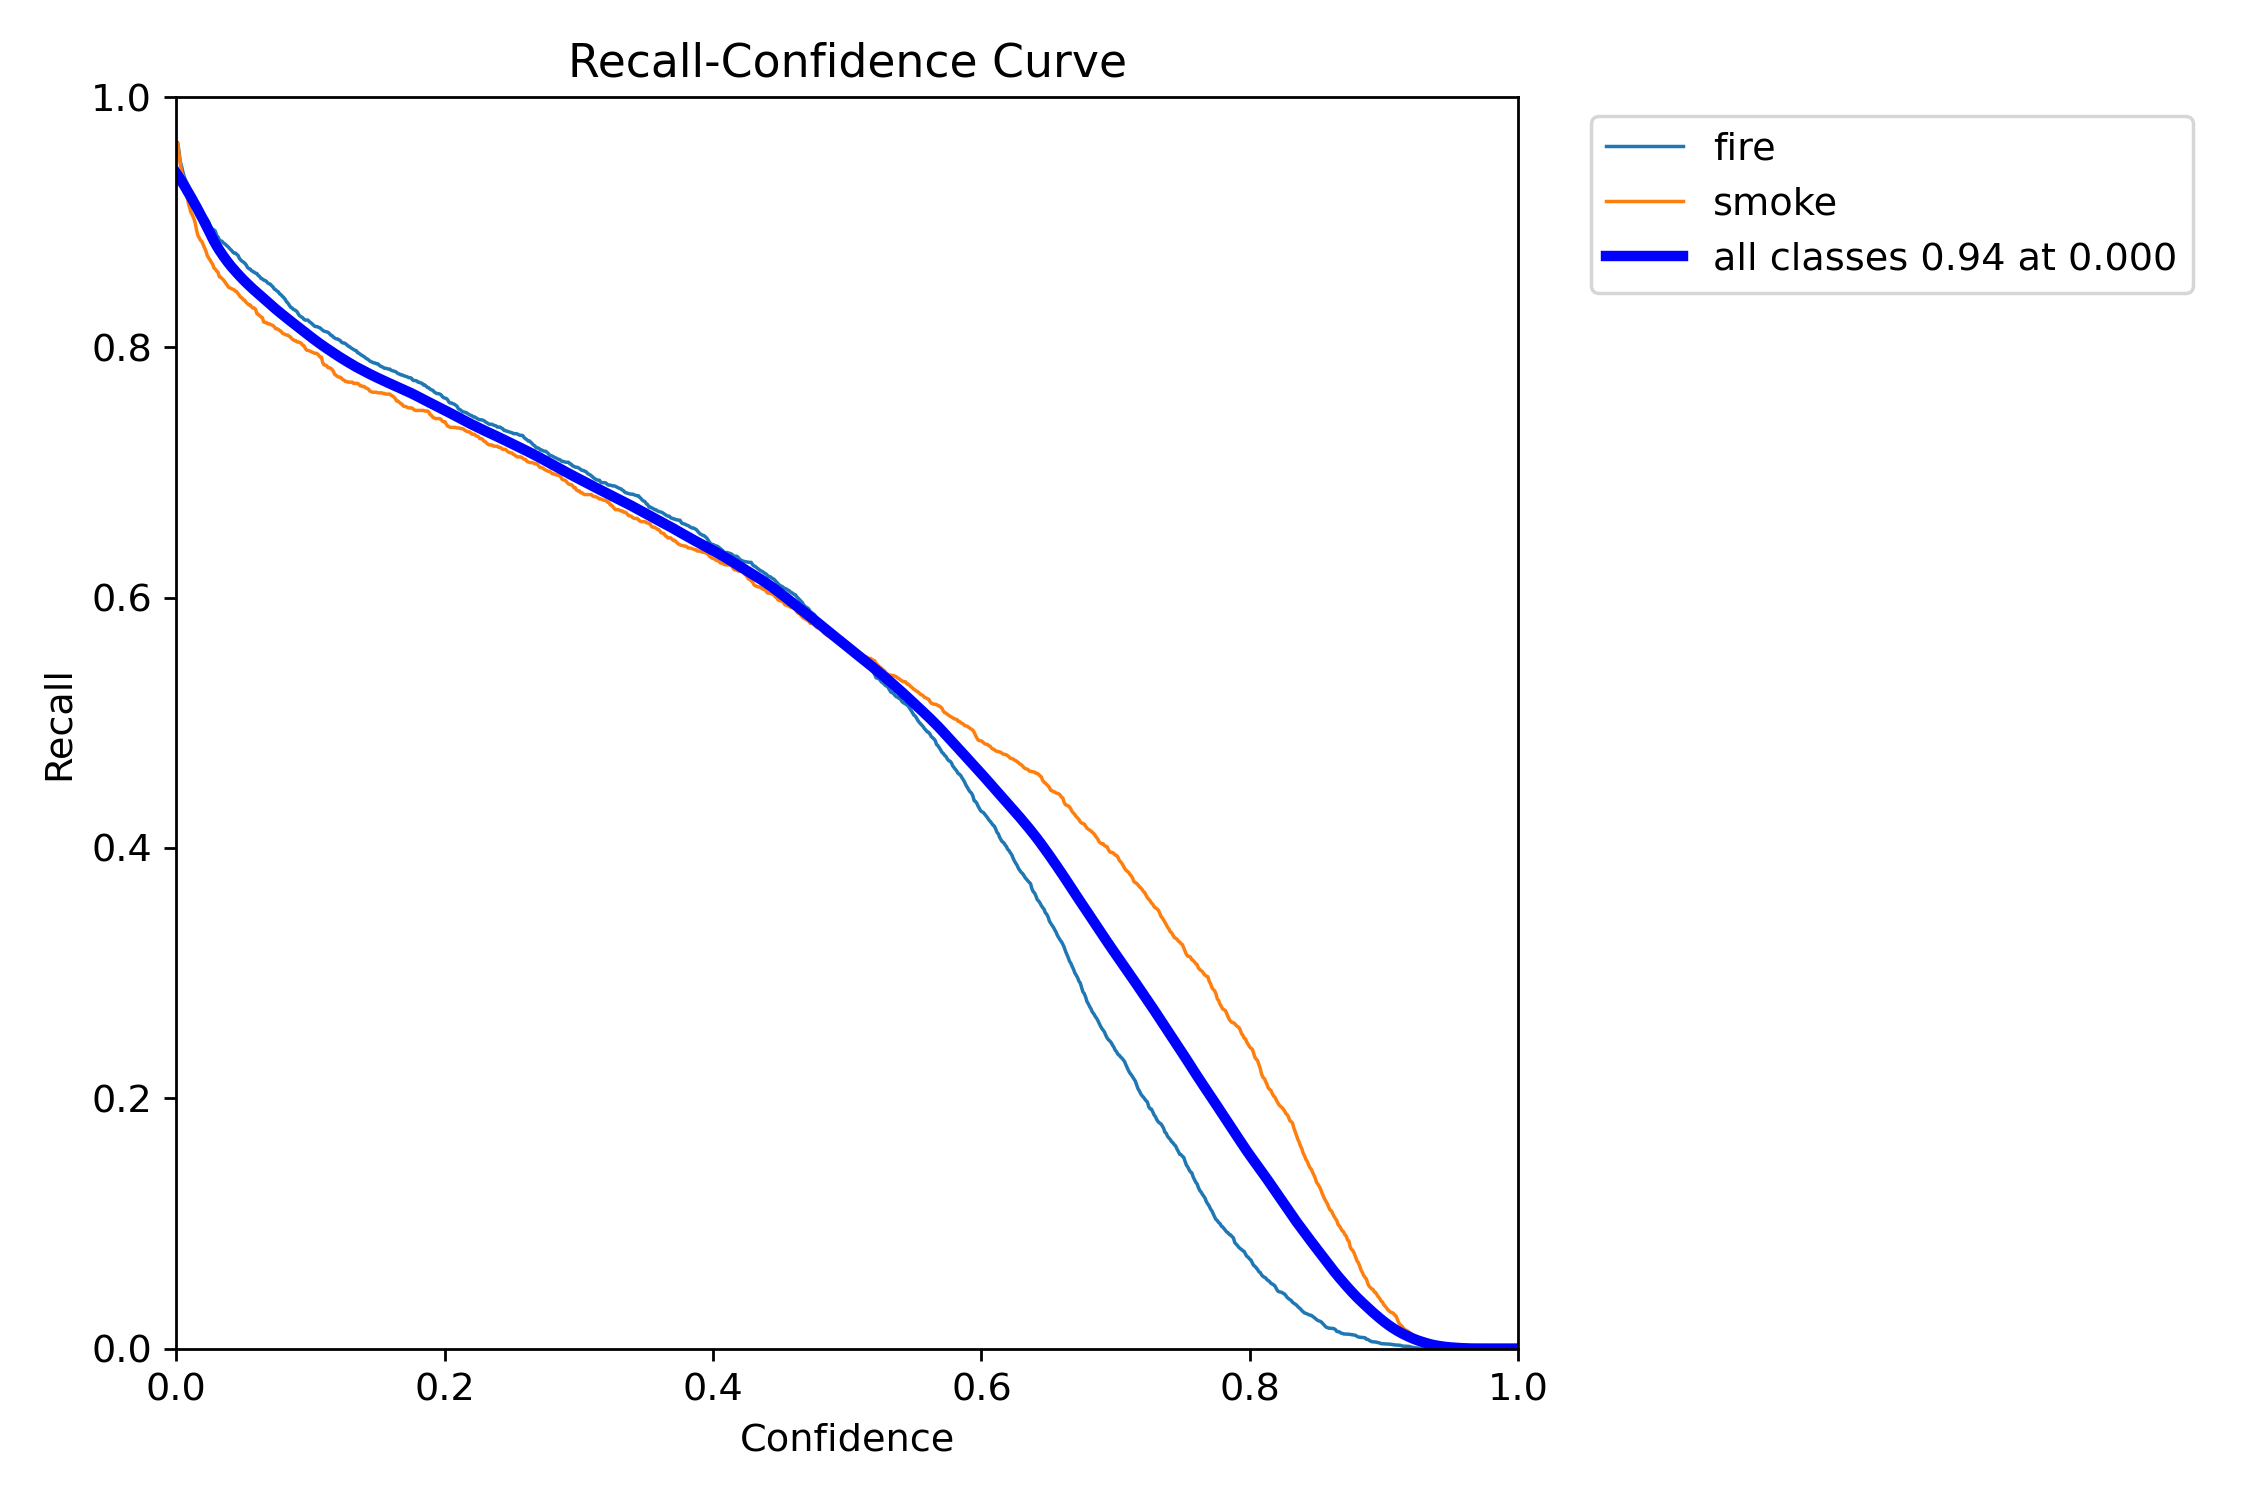 Recall-Confidence Curve
1.0
0.8
0.6
0.4
0.2
0.0
Recall
0.0 0.2 0.4 0.6 0.8 1.0
Confidence
fire
smoke
all classes 0.94 at 0.000